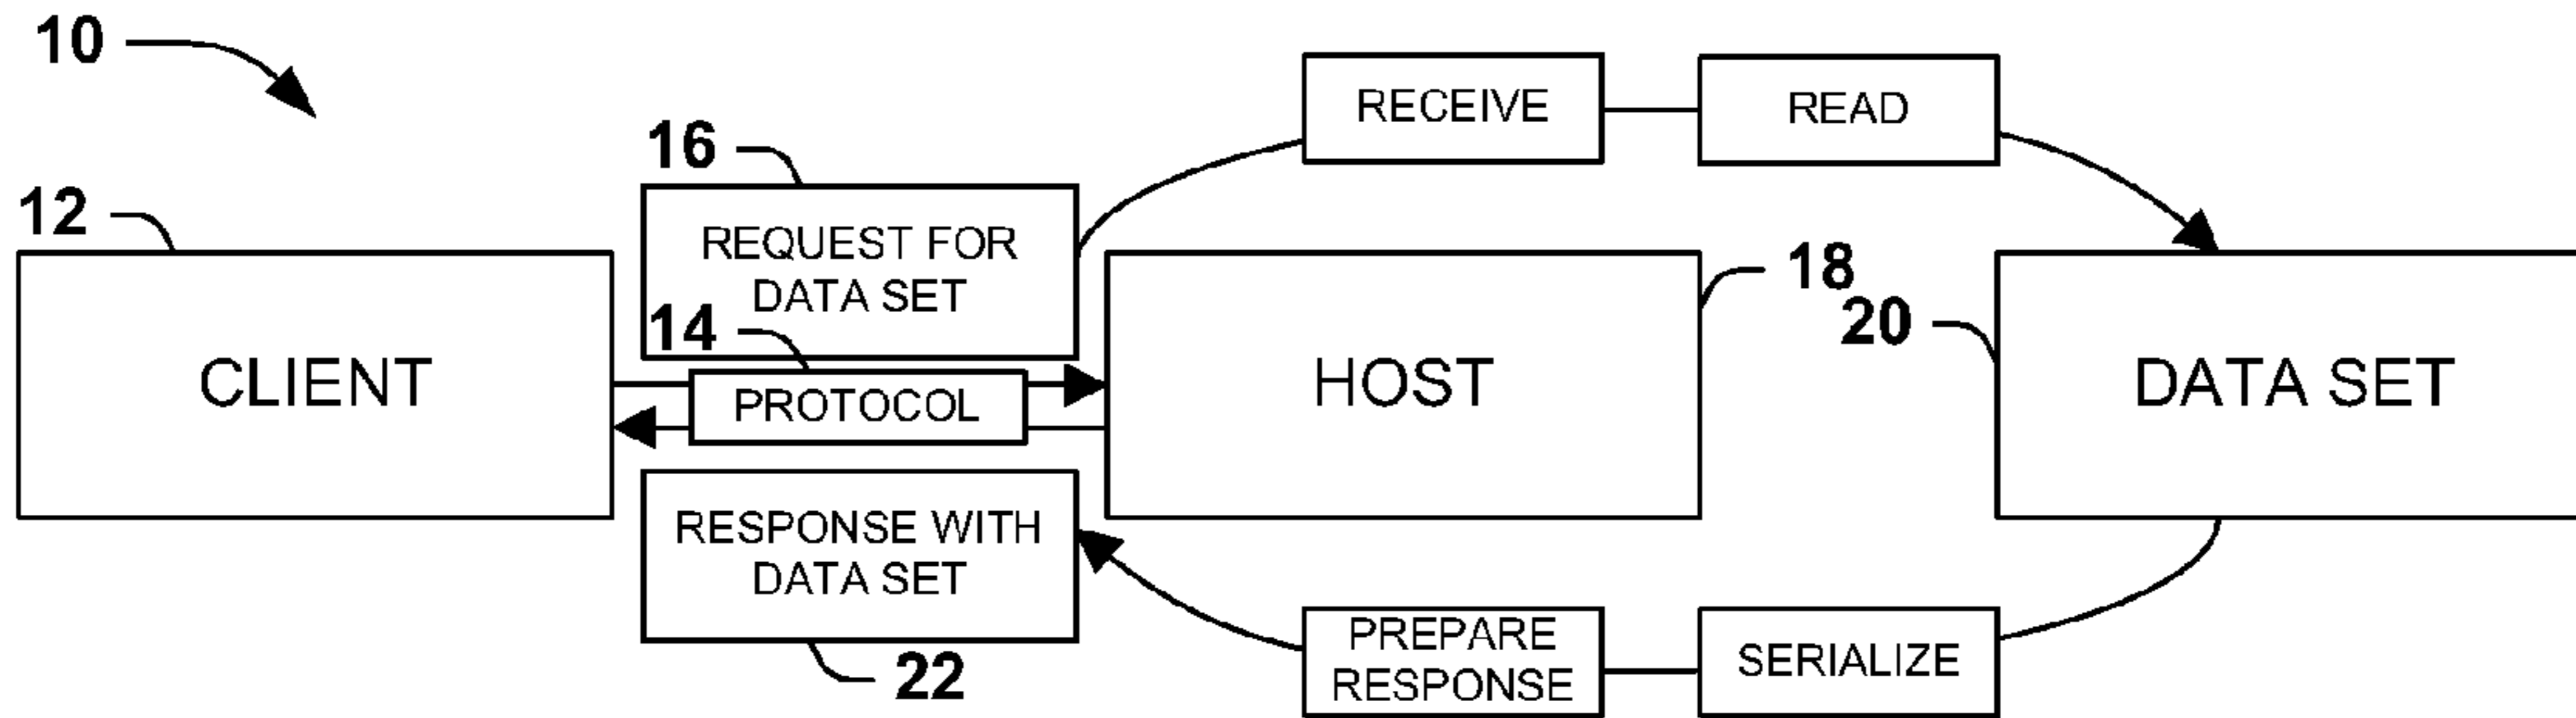 10
RECEIVE
READ
16
12
REQUEST FOR
DATA SET
18
14
20
CLIENT
PROTOCOL
HOST
DATA SET
RESPONSE WITH
DATA SET
22
PREPARE
RESPONSE
SERIALIZE